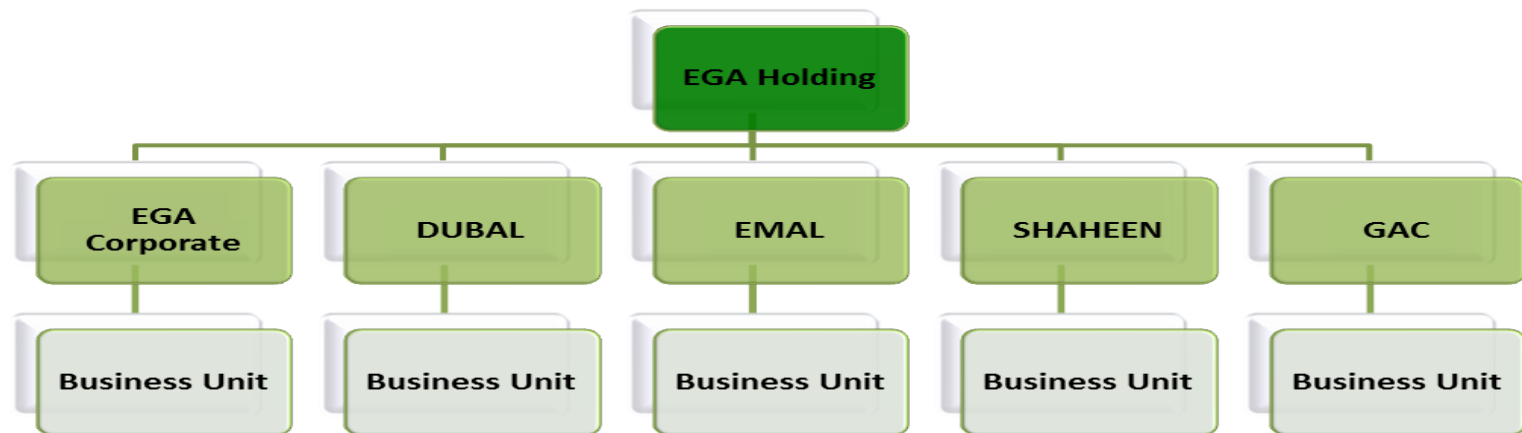 EGA Holding
EGA
Corporate
DUBAL
EMAL
SHAHEEN
GAC
Business Unit
Business Unit
Business Unit
Business Unit
Business Unit